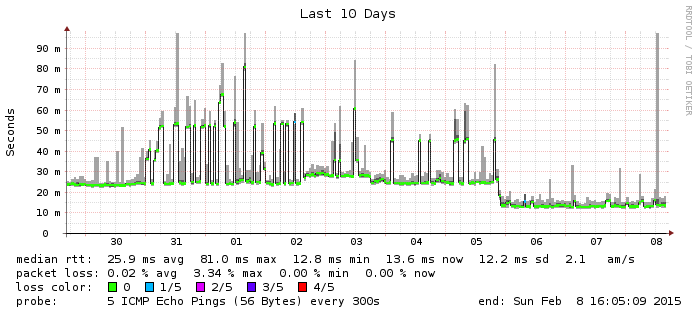 Last 10 Days
RRDTOOL / TOBI OETIKER
Seconds
90 m
80 m
70 m
60 m
50 m
40 m
30 m
20 m
10 m
0
30 31 01 02 03 04 05 06 07 08
median rtt: 25.9 ms avg 81.0 ms max 12.8 ms min 13.6 ms now 12.2 ms sd 2.1 am/s
packet loss: 0.02 % avg 3.34 % max 0.00 % min 0.00 % now
loss color: 0 1/5 2/5 3/5 4/5
probe: 5 ICMP Echo Pings (56 Bytes) every 300s end: Sun Feb 8 16:05:09 2015